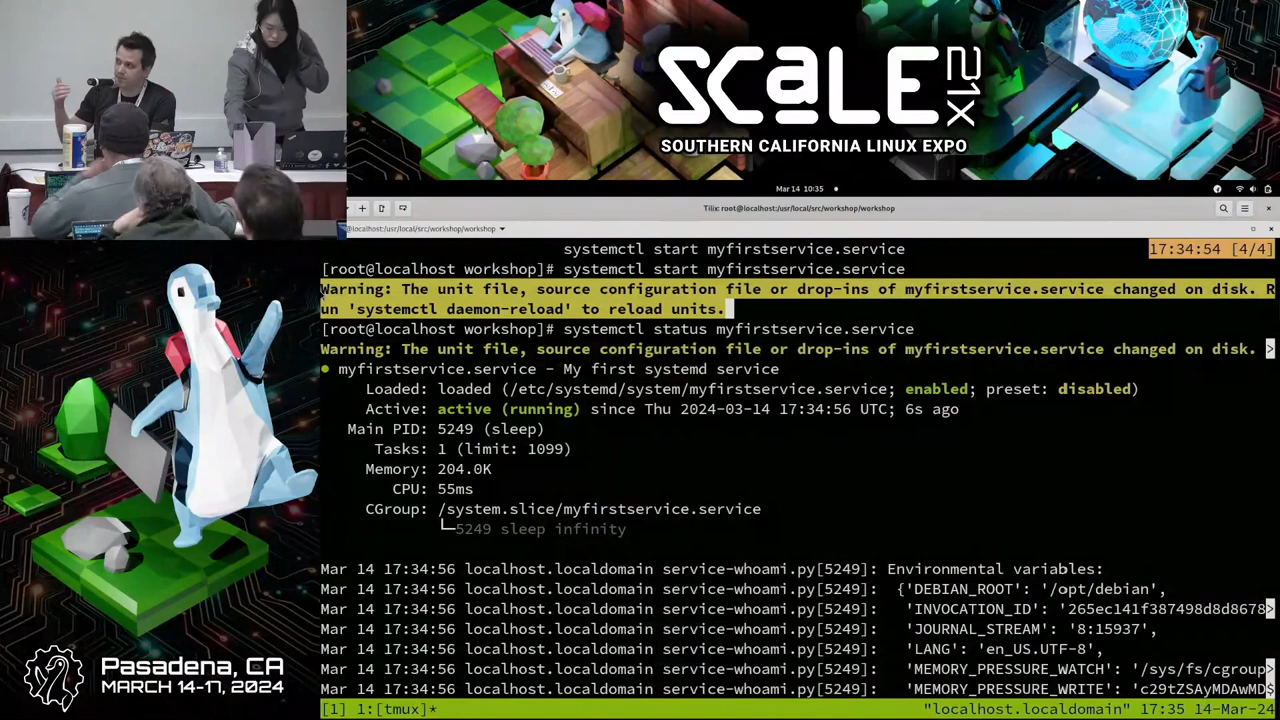 SCaLE 21X
SOUTHERN CALIFORNIA LINUX EXPO
Mar 14 10:35
Tilix: root@localhost:/usr/local/src/workshop/workshop
@localhost:/usr/local/src/workshop/workshop
systemctl start myfirstservice.service
17:34:54 [4/4]
[root@localhost workshop]# systemctl start myfirstservice.service
Warning: The unit file, source configuration file or drop-ins of myfirstservice.service changed on disk. R
un 'systemctl daemon-reload' to reload units.
[root@localhost workshop]# systemctl status myfirstservice.service
Warning: The unit file, source configuration file or drop-ins of myfirstservice.service changed on disk. >
● myfirstservice.service - My first systemd service
Loaded: loaded (/etc/systemd/system/myfirstservice.service; enabled; preset: disabled)
Active: active (running) since Thu 2024-03-14 17:34:56 UTC; 6s ago
Main PID: 5249 (sleep)
Tasks: 1 (limit: 1099)
Memory: 204.0K
CPU: 55ms
CGroup: /system.slice/myfirstservice.service
└─5249 sleep infinity
Mar 14 17:34:56 localhost.localdomain service-whoami.py[5249]: Environmental variables:
Mar 14 17:34:56 localhost.localdomain service-whoami.py[5249]: {'DEBIAN_ROOT': '/opt/debian',
Mar 14 17:34:56 localhost.localdomain service-whoami.py[5249]: 'INVOCATION_ID': '265ec141f387498d8d8678>
Mar 14 17:34:56 localhost.localdomain service-whoami.py[5249]: 'JOURNAL_STREAM': '8:15937',
Mar 14 17:34:56 localhost.localdomain service-whoami.py[5249]: 'LANG': 'en_US.UTF-8',
Mar 14 17:34:56 localhost.localdomain service-whoami.py[5249]: 'MEMORY_PRESSURE_WATCH': '/sys/fs/cgroup>
Mar 14 17:34:56 localhost.localdomain service-whoami.py[5249]: 'MEMORY_PRESSURE_WRITE': 'c29tZSAyMDAwMD$
[1] 1:[tmux]*
"localhost.localdomain" 17:35 14-Mar-24
Pasadena, CA
MARCH 14-17, 2024